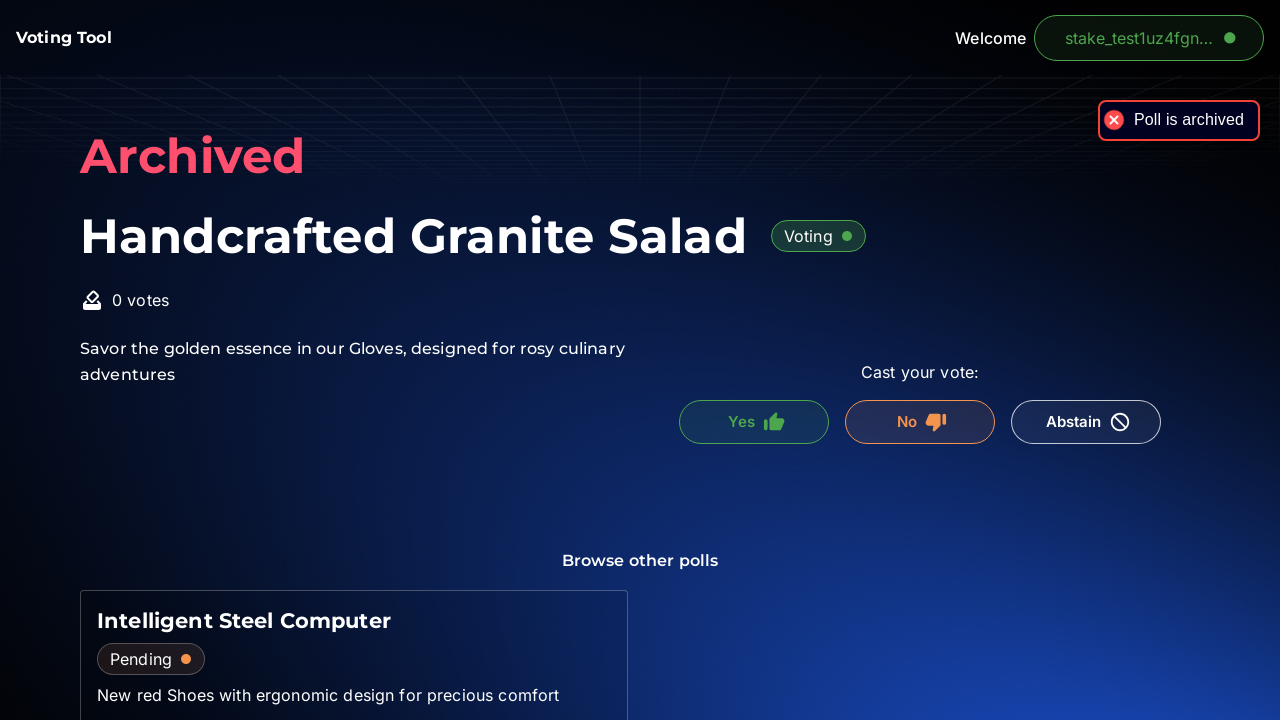 Voting Tool
Welcome
stake_test1uz4fgn...
Poll is archived
Archived
Handcrafted Granite Salad
Voting
0 votes
Savor the golden essence in our Gloves, designed for rosy culinary
adventures
Cast your vote:
Yes
No
Abstain
Browse other polls
Intelligent Steel Computer
Pending
New red Shoes with ergonomic design for precious comfort